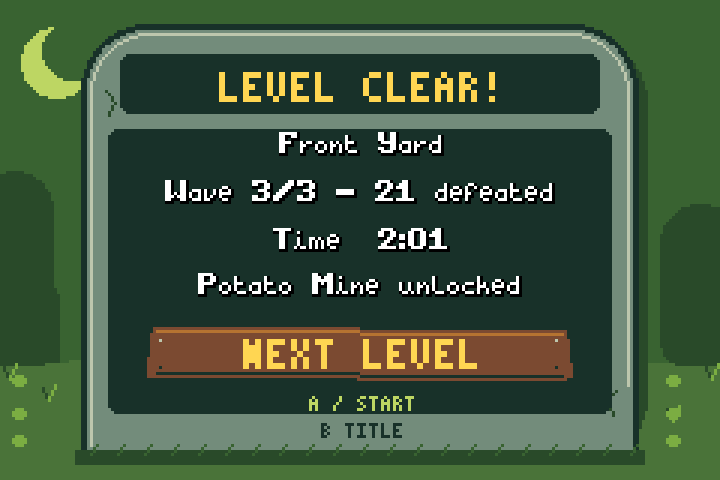 LEVEL CLEAR!
Front Yard
Wave 3/3 - 21 defeated
Time 2:01
Potato Mine unlocked
NEXT LEVEL
A / START
B TITLE